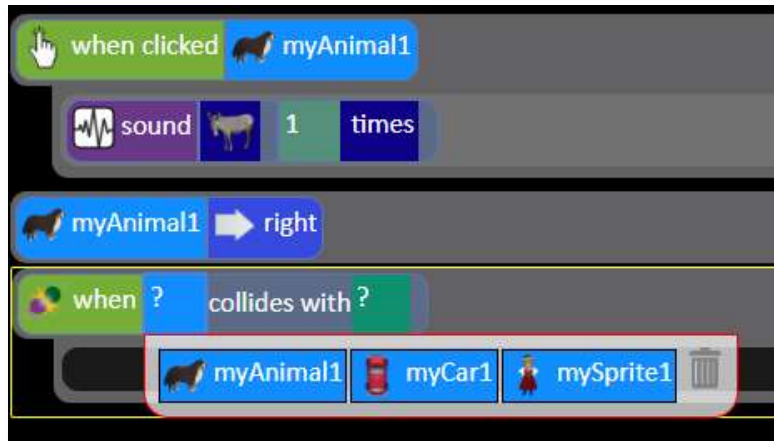 when clicked myAnimal1
sound 1 times
myAnimal1 right
when ? collides with ?
myAnimal1 myCar1 mySprite1